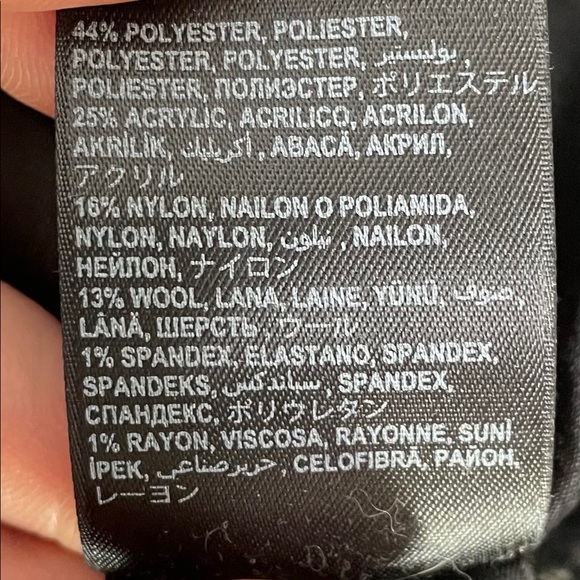 44% POLYESTER, POLIESTER,
POLYESTER, POLYESTER, بوليستر,
POLIESTER, ПОЛИЭСТЕР, ポリエステル
25% ACRYLIC, ACRILICO, ACRILON,
AKRİLİK, أكريليك, ABACĂ, АКРИЛ,
アクリル
16% NYLON, NAILON O POLIAMIDA,
NYLON, NAYLON, نيلون, NAILON,
НЕЙЛОН, ナイロン
13% WOOL, LANA, LAINE, YÜNÜ, صوف,
LÂNĂ, ШЕРСТЬ, ウール
1% SPANDEX, ELASTANO, SPANDEX,
SPANDEKS, سباندكس, SPANDEX,
СПАНДЕКС, ポリウレタン
1% RAYON, VISCOSA, RAYONNE, SUNİ
İPEK, حرير صناعي, CELOFIBRĂ, РАЙОН,
レーヨン